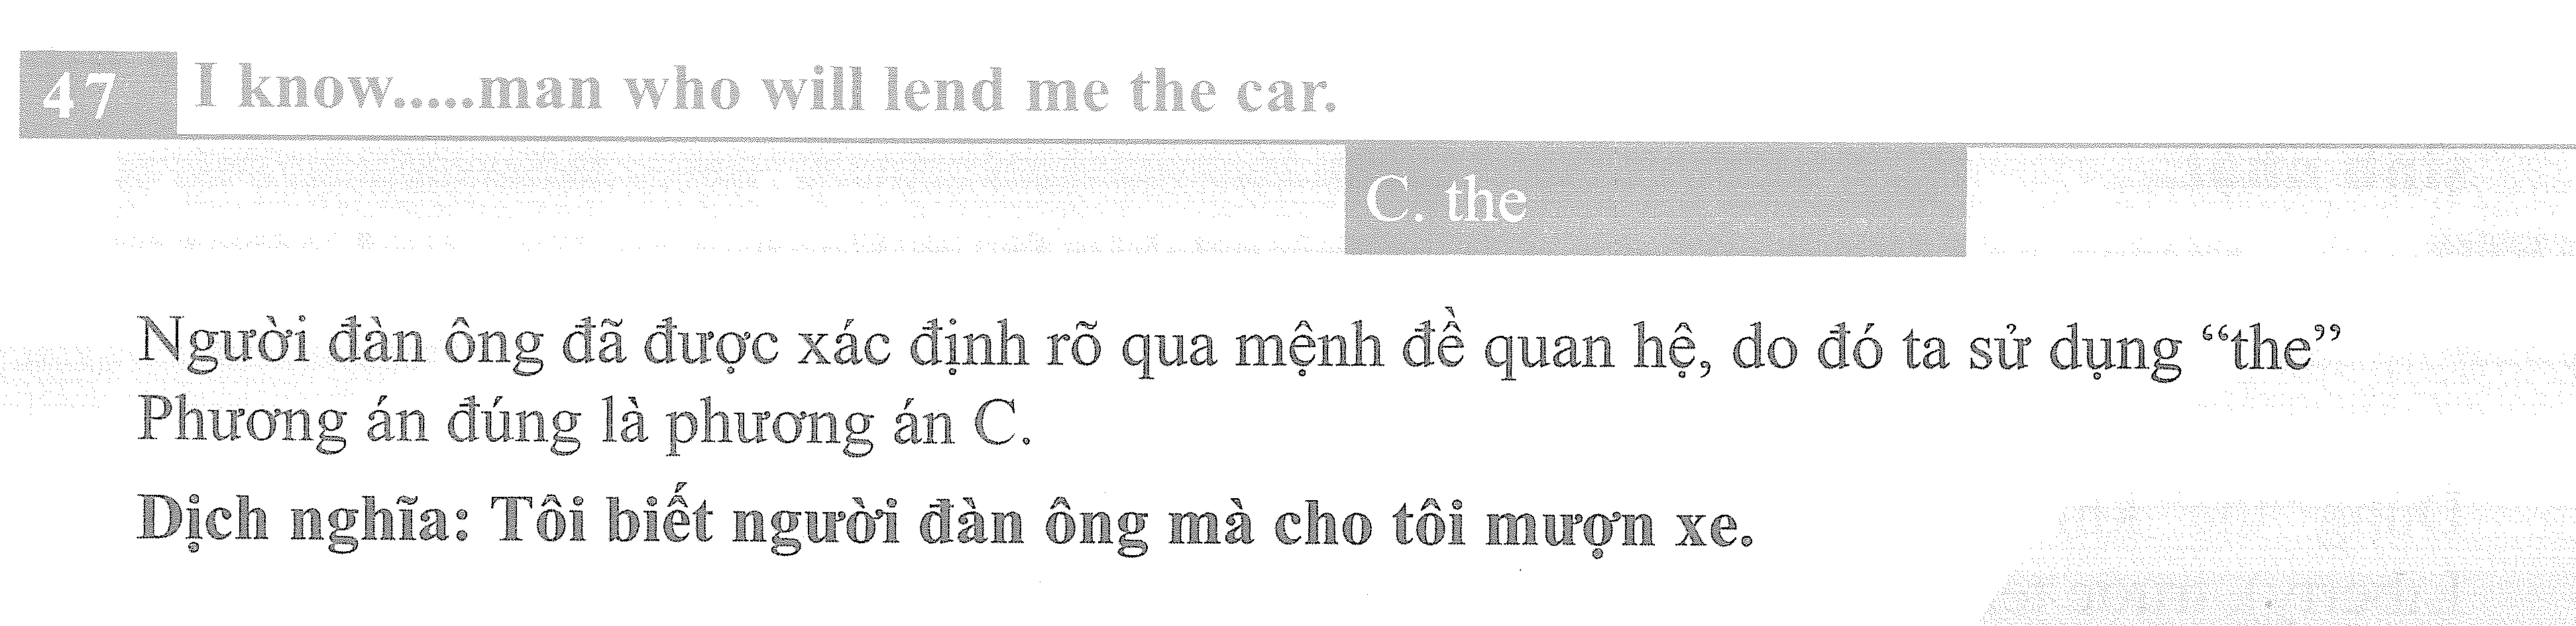 47 I know.....man who will lend me the car.
C. the
Người đàn ông đã được xác định rõ qua mệnh đề quan hệ, do đó ta sử dụng “the”
Phương án đúng là phương án C.
Dịch nghĩa: Tôi biết người đàn ông mà cho tôi mượn xe.